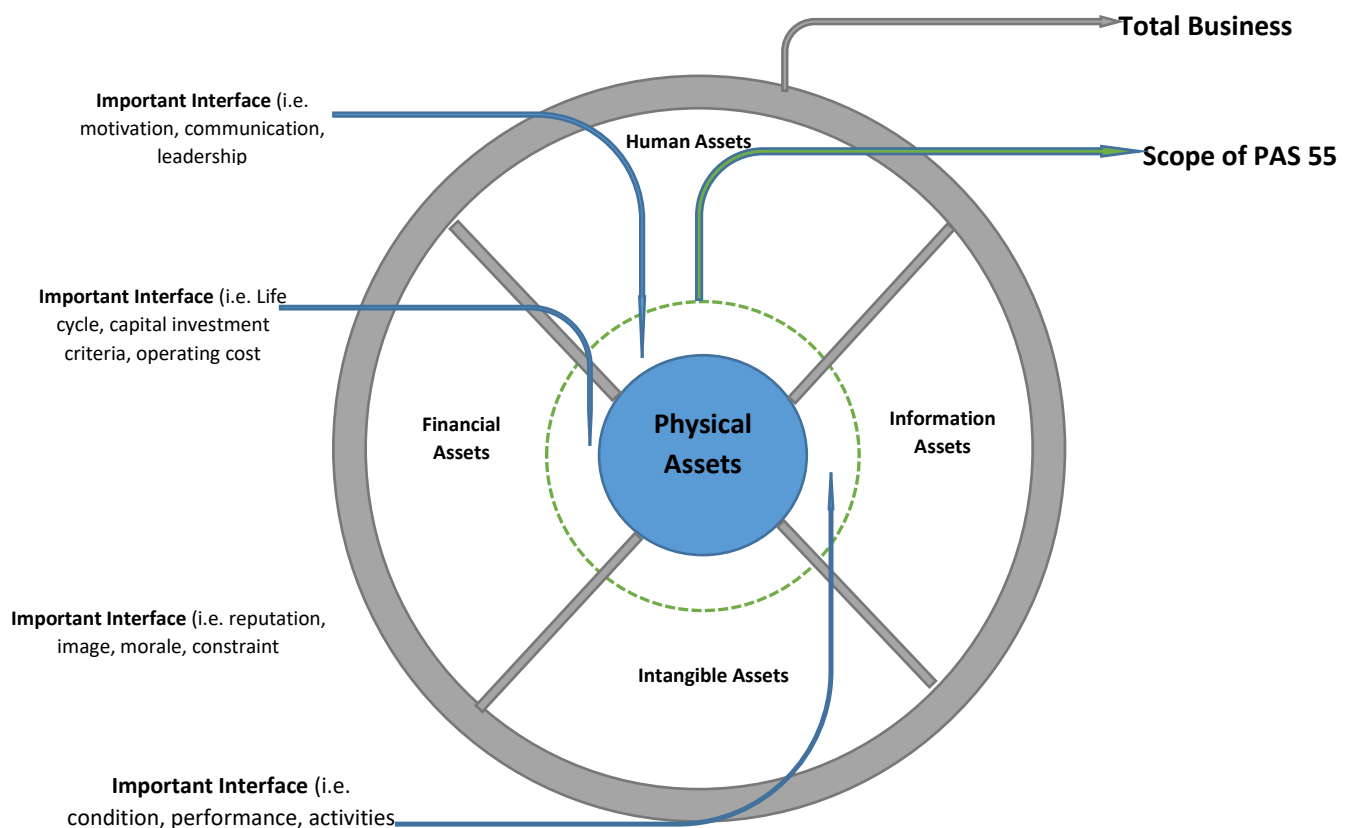 Total Business
Important Interface (i.e.
motivation, communication,
leadership
Human Assets
Scope of PAS 55
Important Interface (i.e. Life
cycle, capital investment
criteria, operating cost
Financial
Assets
Physical
Assets
Information
Assets
Important Interface (i.e. reputation,
image, morale, constraint
Intangible Assets
Important Interface (i.e.
condition, performance, activities